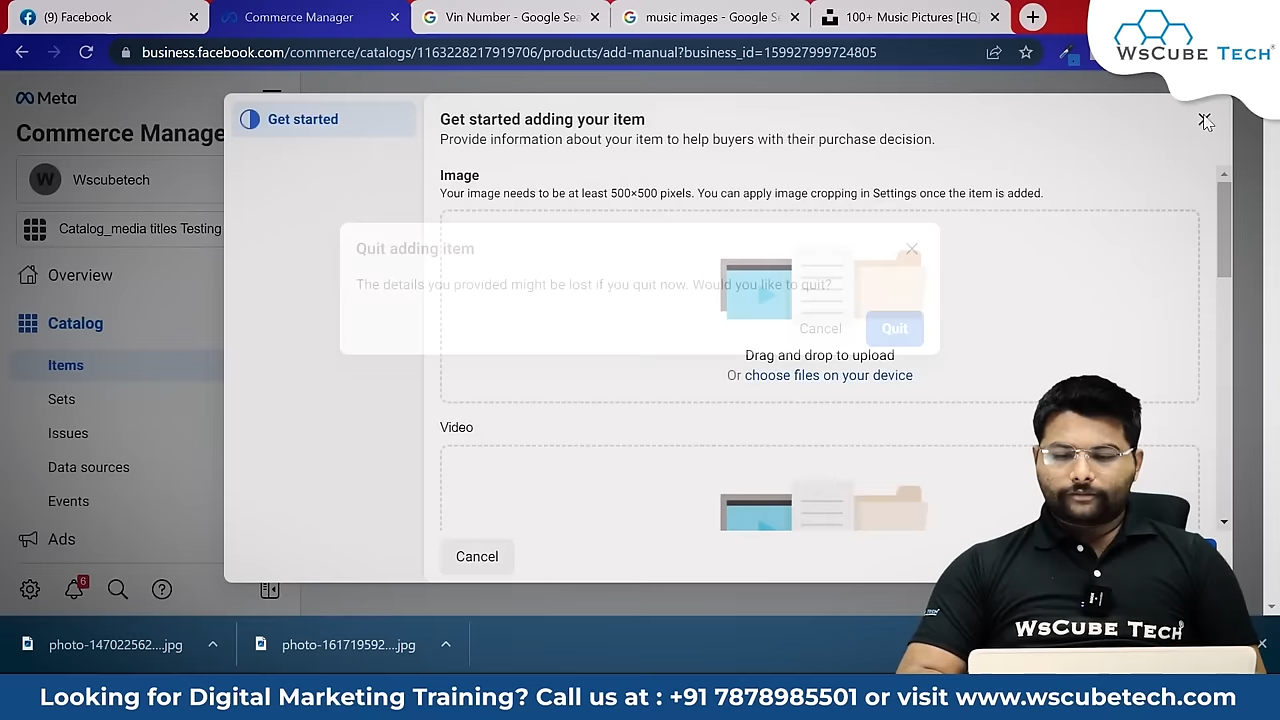 (9) Facebook
Commerce Manager
Vin Number - Google Sea
music images - Google S
100+ Music Pictures [HQ]
WsCube Tech
business.facebook.com/commerce/catalogs/1163228217919706/products/add-manual?business_id=159927999724805
Meta
Commerce Manage
W Wscubetech
Catalog_media titles Testing
Overview
Catalog
Items
Sets
Issues
Data sources
Events
Ads
6
Get started
Get started adding your item
Provide information about your item to help buyers with their purchase decision.
Image
Your image needs to be at least 500×500 pixels. You can apply image cropping in Settings once the item is added.
Quit adding item
The details you provided might be lost if you quit now. Would you like to quit?
Cancel
Quit
Drag and drop to upload
Or choose files on your device
Video
Cancel
photo-147022562....jpg
photo-161719592....jpg
WsCube Tech
Looking for Digital Marketing Training? Call us at : +91 7878985501 or visit www.wscubetech.com